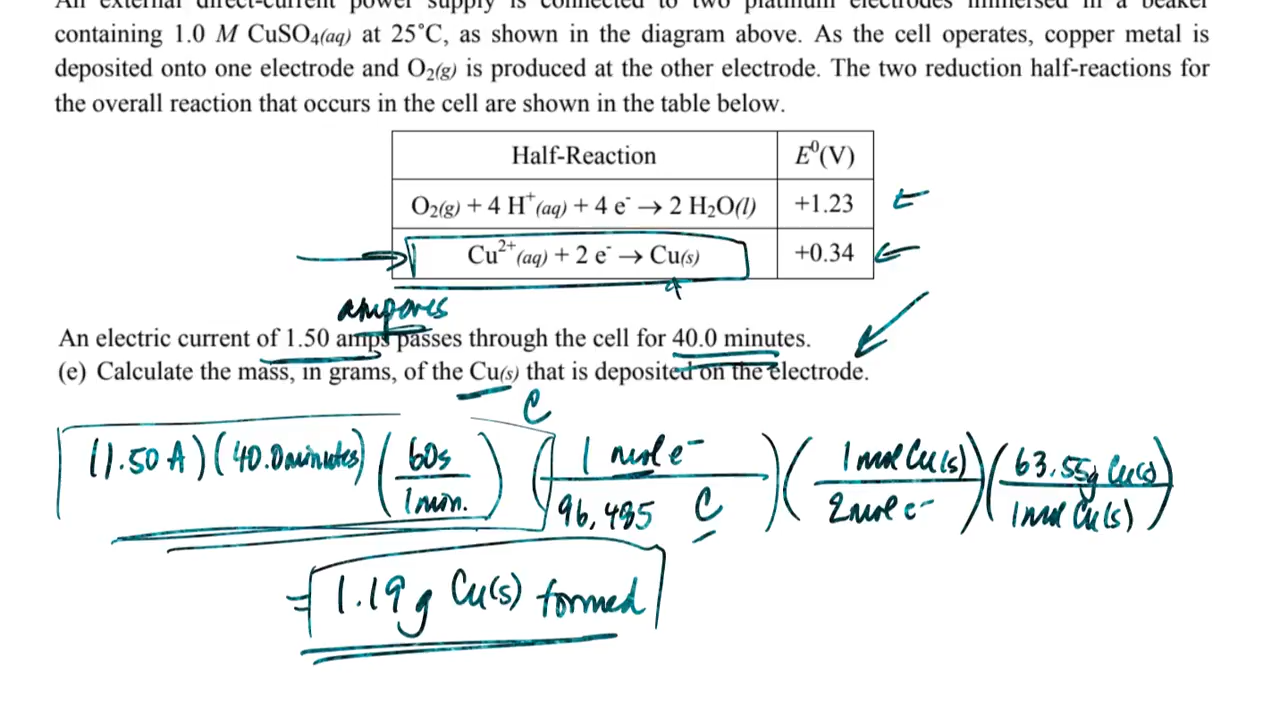 An external direct-current power supply is connected to two platinum electrodes immersed in a beaker
containing 1.0 M CuSO₄(aq) at 25°C, as shown in the diagram above. As the cell operates, copper metal is
deposited onto one electrode and O₂(g) is produced at the other electrode. The two reduction half-reactions for
the overall reaction that occurs in the cell are shown in the table below.
Half-Reaction E⁰(V)
O₂(g) + 4 H⁺(aq) + 4 e⁻ → 2 H₂O(l) +1.23
Cu²⁺(aq) + 2 e⁻ → Cu(s) +0.34
amperes
An electric current of 1.50 amps passes through the cell for 40.0 minutes.
(e) Calculate the mass, in grams, of the Cu(s) that is deposited on the electrode.
C
(1.50 A)(40.0 minutes)(60s/1 min.)(1 mol e⁻/96,485 C)(1 mol Cu(s)/2 mol e⁻)(63.55g Cu(s)/1 mol Cu(s))
= 1.19g Cu(s) formed